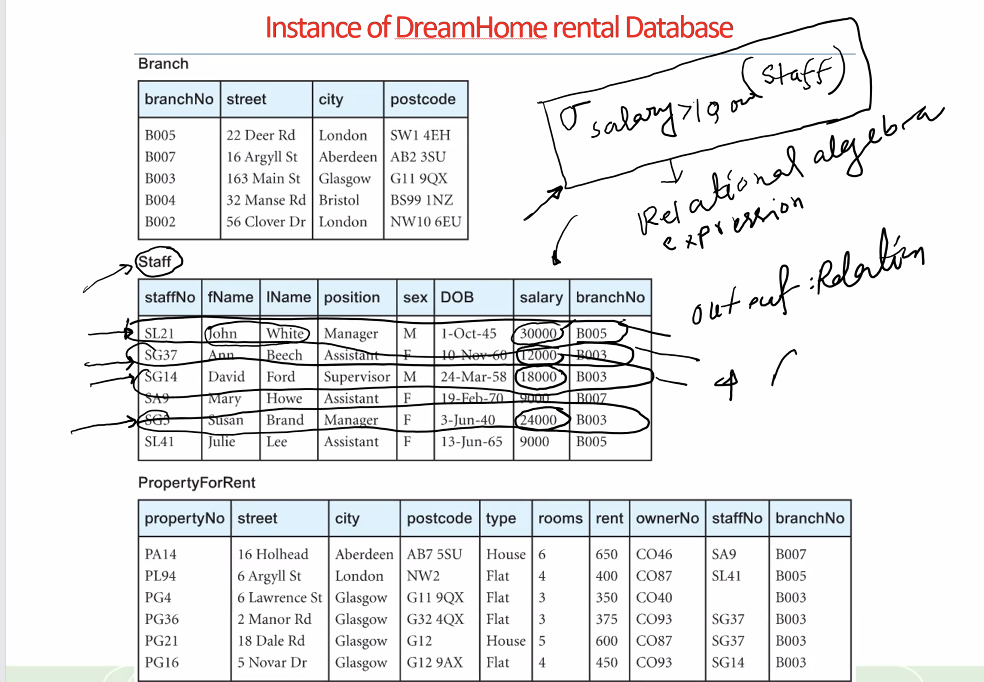 Instance of DreamHome rental Database
Branch
branchNo street city postcode
B005 22 Deer Rd London SW1 4EH
B007 16 Argyll St Aberdeen AB2 3SU
B003 163 Main St Glasgow G11 9QX
B004 32 Manse Rd Bristol BS99 1NZ
B002 56 Clover Dr London NW10 6EU
σ salary>10 000 (Staff)
Relational algebra
expression
Staff
staffNo fName lName position sex DOB salary branchNo
SL21 John White Manager M 1-Oct-45 30000 B005
SG37 Ann Beech Assistant F 10-Nov-60 12000 B003
SG14 David Ford Supervisor M 24-Mar-58 18000 B003
SA9 Mary Howe Assistant F 19-Feb-70 9000 B007
SG5 Susan Brand Manager F 3-Jun-40 24000 B003
SL41 Julie Lee Assistant F 13-Jun-65 9000 B005
output :Relation
4
PropertyForRent
propertyNo street city postcode type rooms rent ownerNo staffNo branchNo
PA14 16 Holhead Aberdeen AB7 5SU House 6 650 CO46 SA9 B007
PL94 6 Argyll St London NW2 Flat 4 400 CO87 SL41 B005
PG4 6 Lawrence St Glasgow G11 9QX Flat 3 350 CO40 B003
PG36 2 Manor Rd Glasgow G32 4QX Flat 3 375 CO93 SG37 B003
PG21 18 Dale Rd Glasgow G12 House 5 600 CO87 SG37 B003
PG16 5 Novar Dr Glasgow G12 9AX Flat 4 450 CO93 SG14 B003